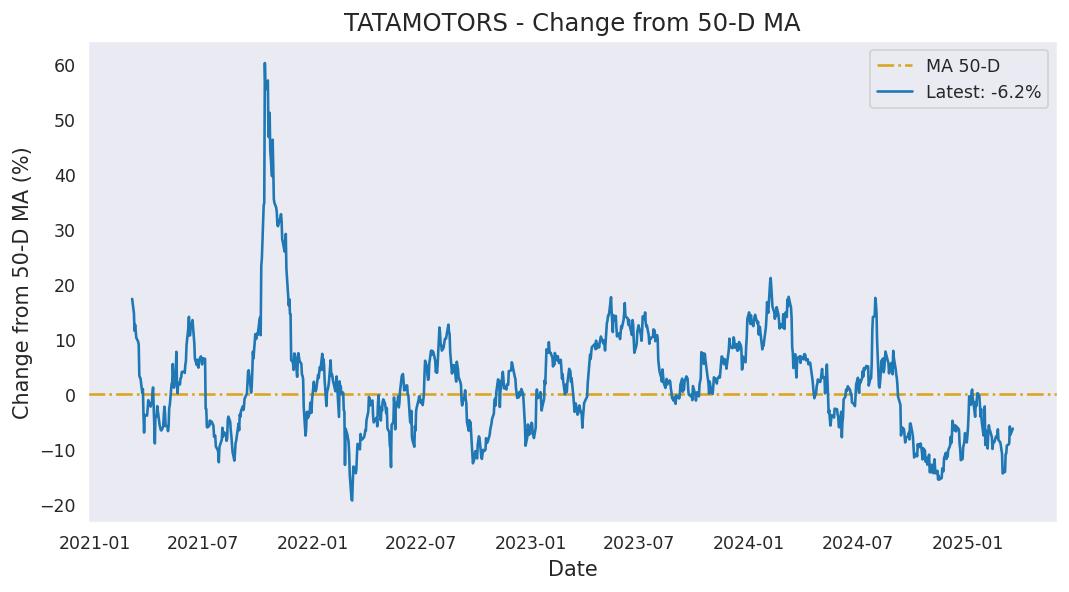 TATAMOTORS - Change from 50-D MA
MA 50-D
Latest: -6.2%
Change from 50-D MA (%)
60
50
40
30
20
10
0
−10
−20
2021-01 2021-07 2022-01 2022-07 2023-01 2023-07 2024-01 2024-07 2025-01
Date